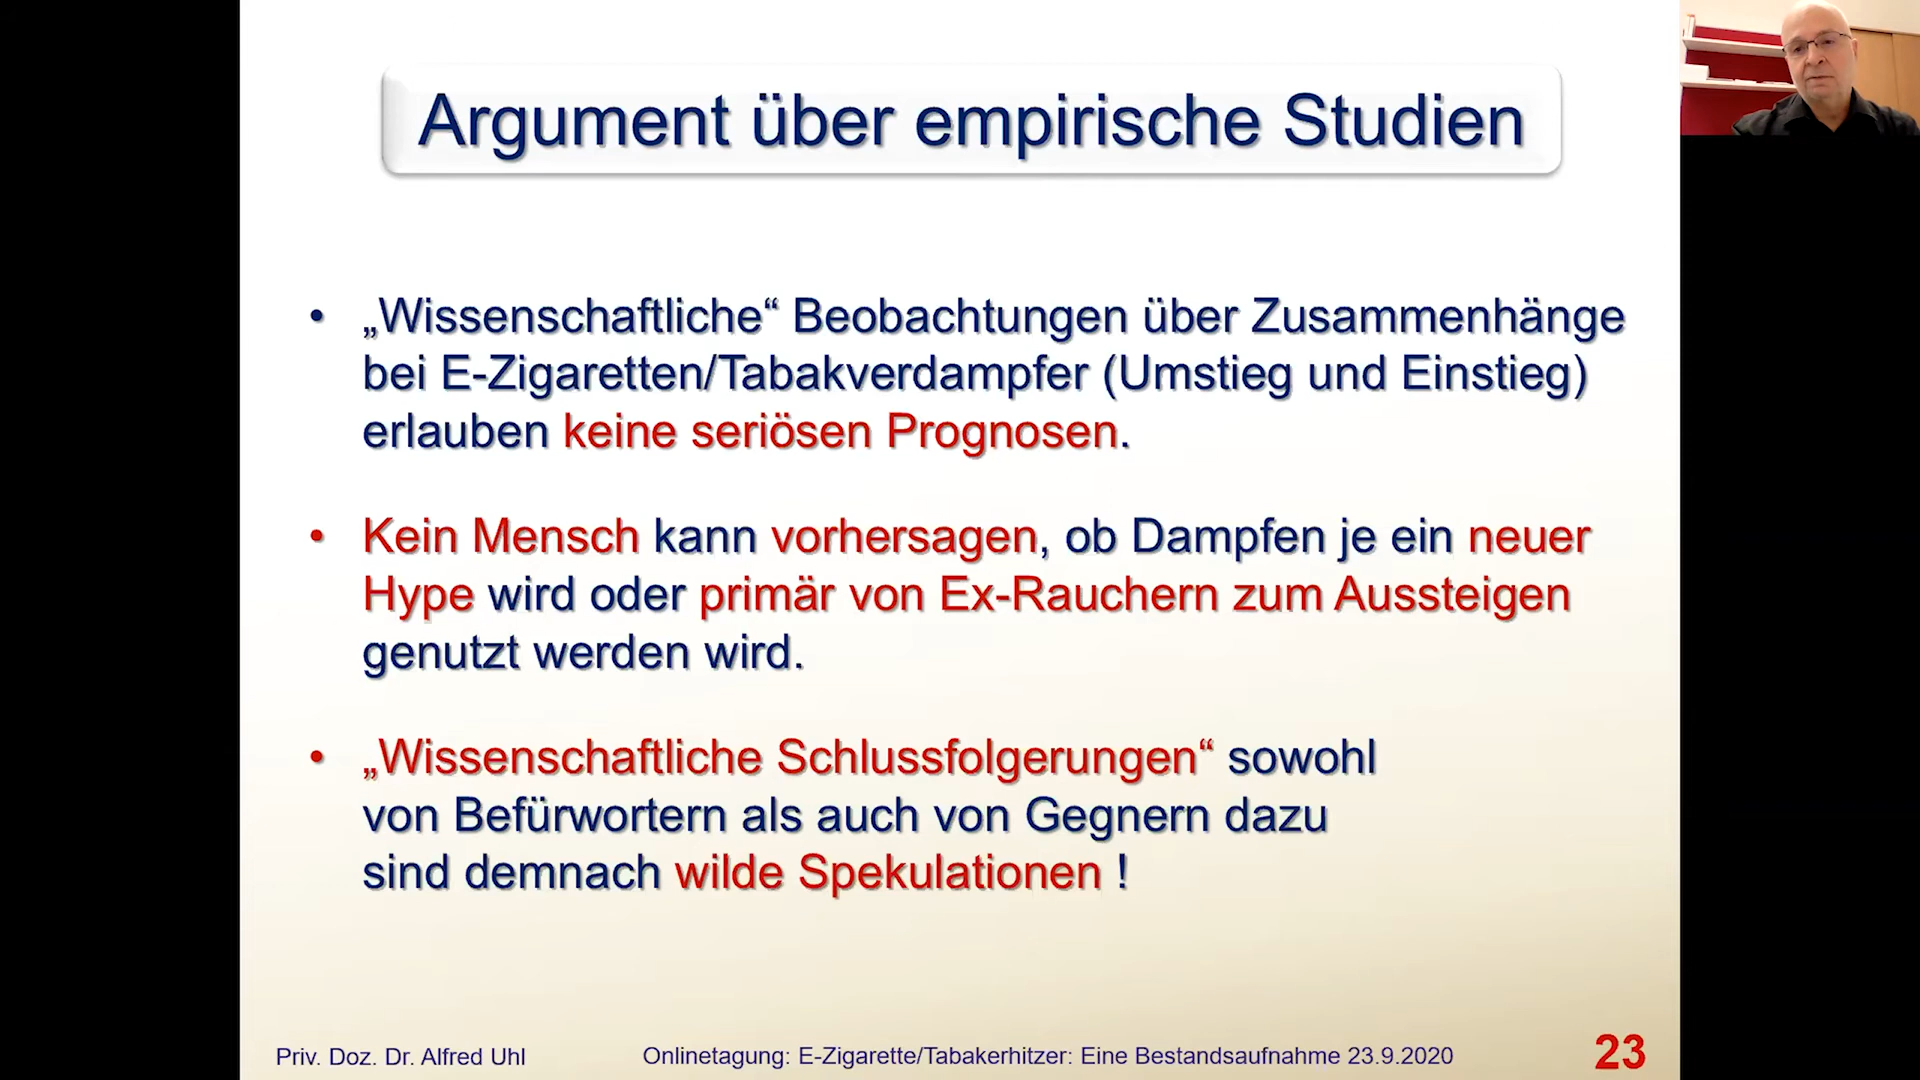 Argument über empirische Studien
• „Wissenschaftliche“ Beobachtungen über Zusammenhänge
bei E-Zigaretten/Tabakverdampfer (Umstieg und Einstieg)
erlauben keine seriösen Prognosen.
• Kein Mensch kann vorhersagen, ob Dampfen je ein neuer
Hype wird oder primär von Ex-Rauchern zum Aussteigen
genutzt werden wird.
• „Wissenschaftliche Schlussfolgerungen“ sowohl
von Befürwortern als auch von Gegnern dazu
sind demnach wilde Spekulationen !
Priv. Doz. Dr. Alfred Uhl
Onlinetagung: E-Zigarette/Tabakerhitzer: Eine Bestandsaufnahme 23.9.2020
23